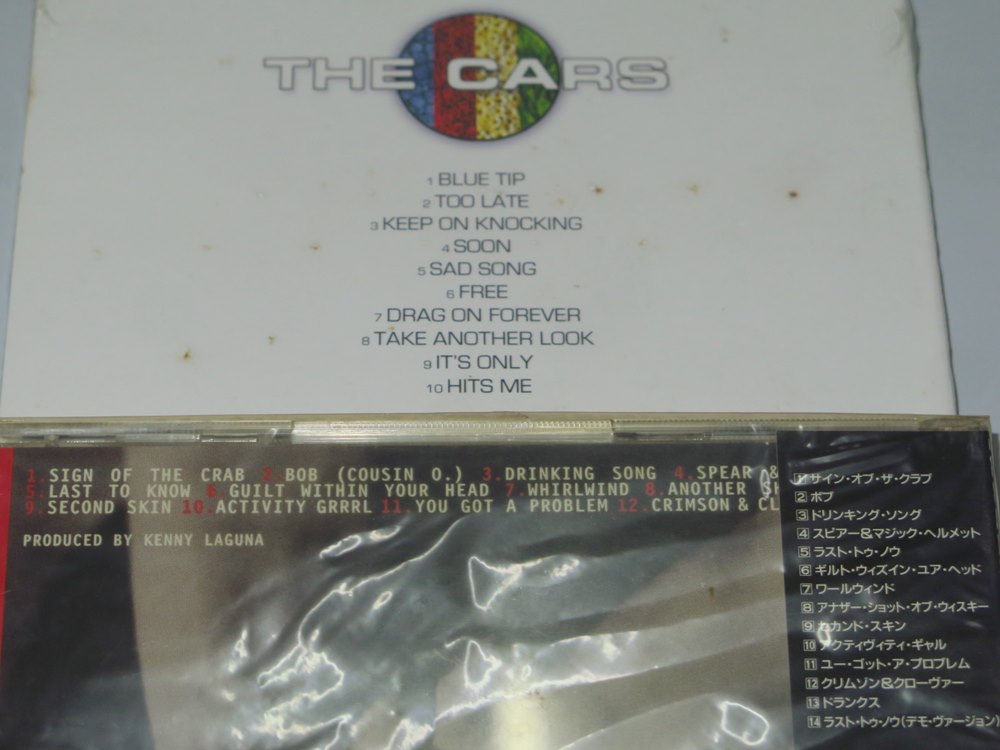 THE CARS
1 BLUE TIP
2 TOO LATE
3 KEEP ON KNOCKING
4 SOON
5 SAD SONG
6 FREE
7 DRAG ON FOREVER
8 TAKE ANOTHER LOOK
9 IT'S ONLY
10 HITS ME
1. SIGN OF THE CRAB 2. BOB (COUSIN O.) 3. DRINKING SONG 4. SPEAR &
5. LAST TO KNOW 6. GUILT WITHIN YOUR HEAD 7. WHIRLWIND 8. ANOTHER
9. SECOND SKIN 10. ACTIVITY GRRRL 11. YOU GOT A PROBLEM 12. CRIMSON & CL
PRODUCED BY KENNY LAGUNA
1 サイン・オブ・ザ・クラブ
2 ボブ
3 ドリンキング・ソング
4 スピアー&マジック・ヘルメット
5 ラスト・トゥ・ノウ
6 ギルト・ウィズイン・ユア・ヘッド
7 ワールウィンド
8 アナザー・ショット・オブ・ウィスキー
9 セカンド・スキン
10 アクティヴィティ・ギャル
11 ユー・ゴット・ア・プロブレム
12 クリムゾン&クローヴァー
13 ドランクス
14 ラスト・トゥ・ノウ(デモ・ヴァージョン)